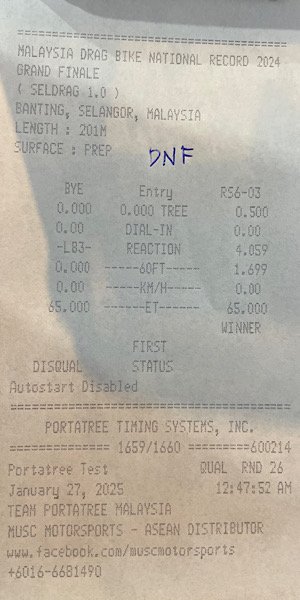 ==================================
MALAYSIA DRAG BIKE NATIONAL RECORD 2024
GRAND FINALE
( SELDRAG 1.0 )
BANTING, SELANGOR, MALAYSIA
LENGTH : 201M
SURFACE : PREP DNF
BYE Entry RS6-03
0.000 0.000 TREE 0.500
0.00 DIAL-IN 0.00
-L83- REACTION 4.059
0.000 ------60FT----- 1.699
0.00 ------KM/H----- 0.00
65.000 ------ET------ 65.000
WINNER
FIRST
DISQUAL STATUS
Autostart Disabled
==================================
PORTATREE TIMING SYSTEMS, INC.
============== 1659/1660 =========600214
Portatree Test QUAL RND 26
January 27, 2025 12:47:52 AM
TEAM PORTATREE MALAYSIA
MUSC MOTORSPORTS - ASEAN DISTRIBUTOR
www.facebook.com/muscmotorsports
+6016-6681490